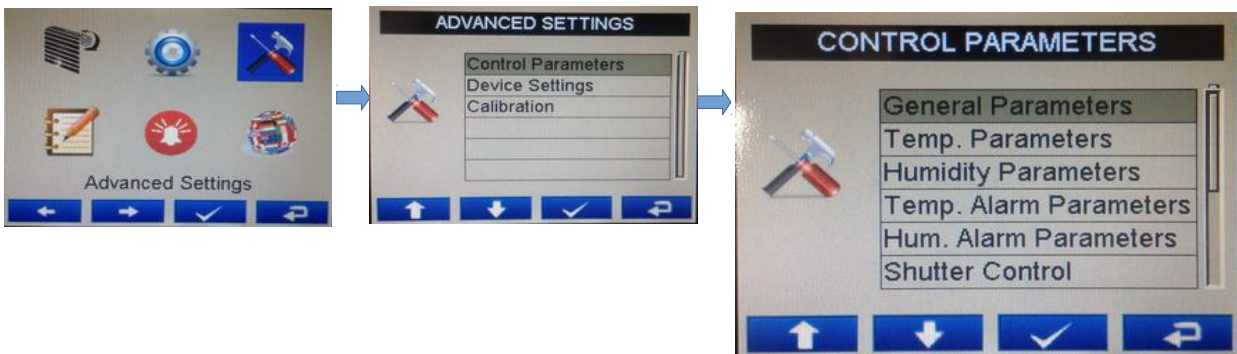 Advanced Settings
ADVANCED SETTINGS
Control Parameters
Device Settings
Calibration
CONTROL PARAMETERS
General Parameters
Temp. Parameters
Humidity Parameters
Temp. Alarm Parameters
Hum. Alarm Parameters
Shutter Control